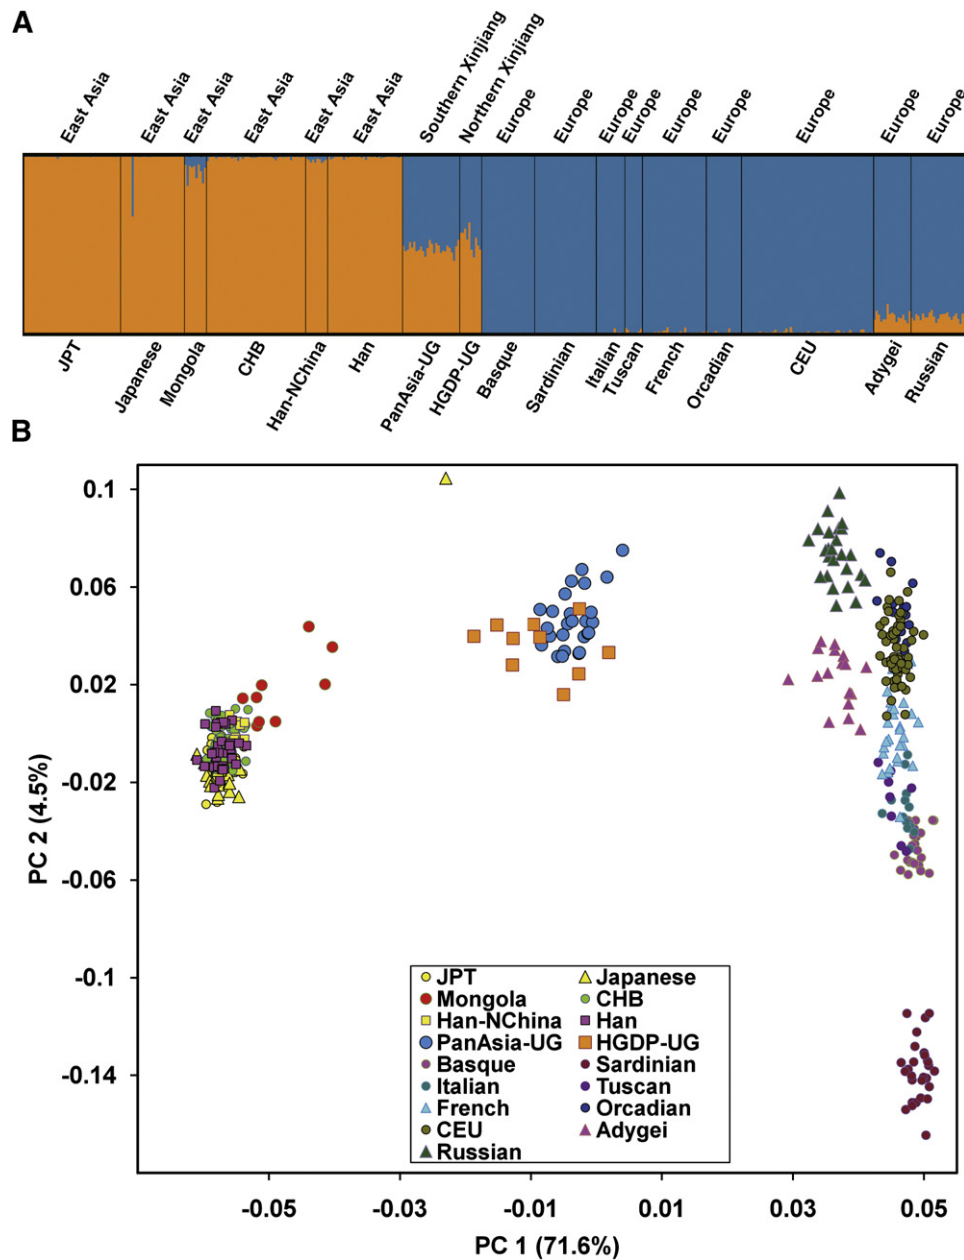 A
East Asia East Asia East Asia East Asia East Asia East Asia Southern Xinjiang Northern Xinjiang Europe Europe Europe Europe Europe Europe Europe Europe Europe
JPT Japanese Mongola CHB Han-NChina Han PanAsia-UG HGDP-UG Basque Sardinian Italian Tuscan French Orcadian CEU Adygei Russian
B
PC 2 (4.5%)
0.1
0.06
0.02
-0.02
-0.06
-0.1
-0.14
JPT Japanese
Mongola CHB
Han-NChina Han
PanAsia-UG HGDP-UG
Basque Sardinian
Italian Tuscan
French Orcadian
CEU Adygei
Russian
-0.05 -0.03 -0.01 0.01 0.03 0.05
PC 1 (71.6%)